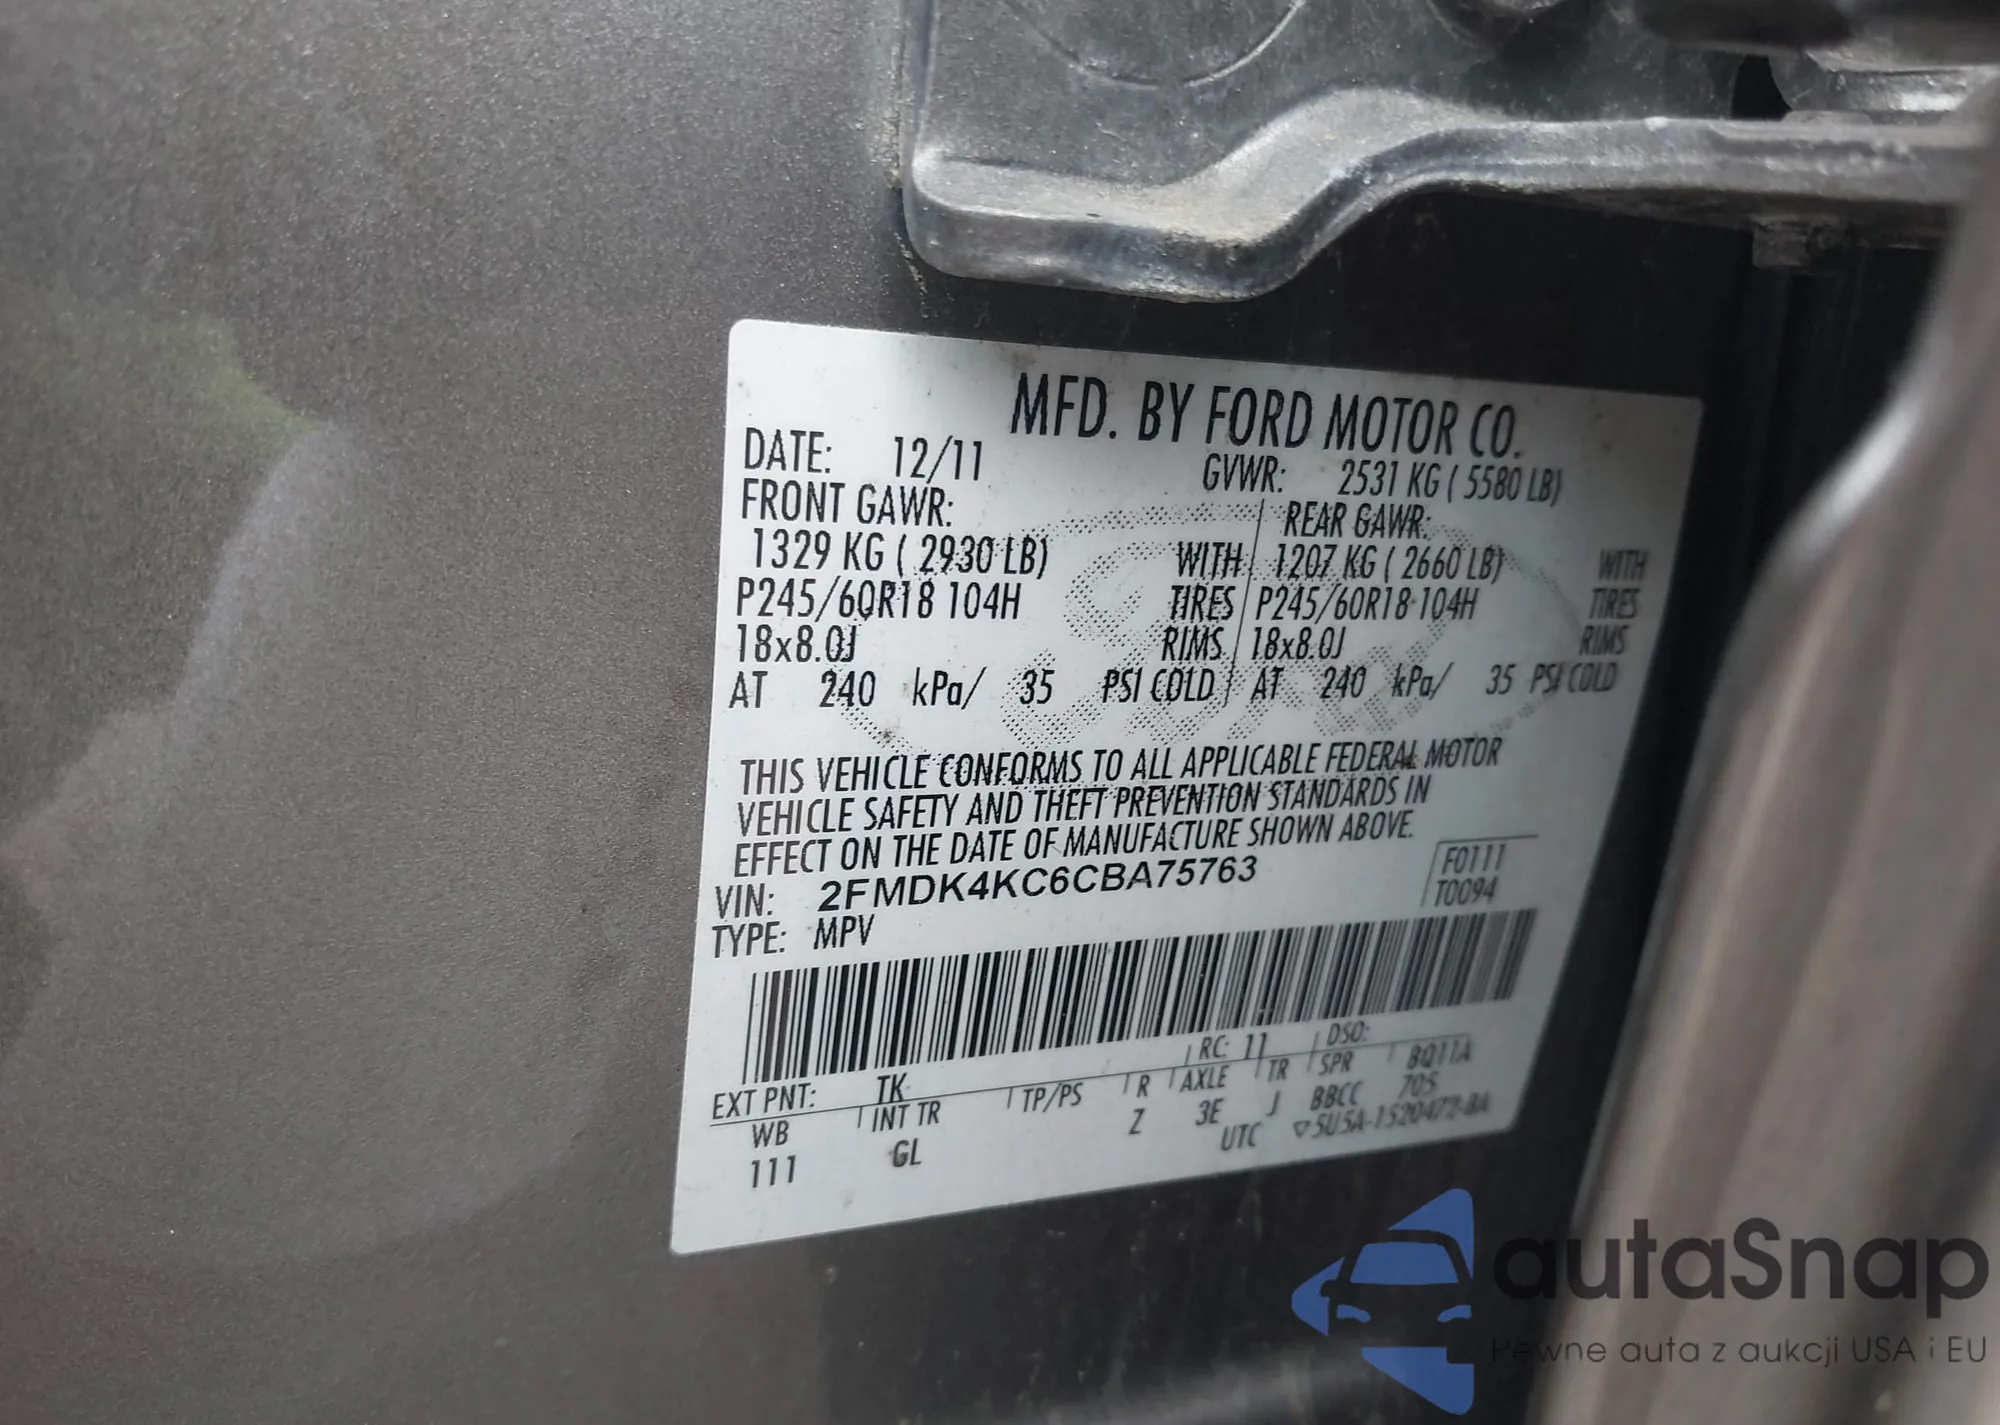 MFD. BY FORD MOTOR CO.
DATE: 12/11 GVWR: 2531 KG ( 5580 LB)
FRONT GAWR: REAR GAWR:
1329 KG ( 2930 LB) WITH 1207 KG ( 2660 LB) WITH
P245/60R18 104H TIRES P245/60R18 104H TIRES
18x8.0J RIMS 18x8.0J RIMS
AT 240 kPa/ 35 PSI COLD AT 240 kPa/ 35 PSI COLD
THIS VEHICLE CONFORMS TO ALL APPLICABLE FEDERAL MOTOR
VEHICLE SAFETY AND THEFT PREVENTION STANDARDS IN
EFFECT ON THE DATE OF MANUFACTURE SHOWN ABOVE.
VIN: 2FMDK4KC6CBA75763 F0111
TYPE: MPV T0094
EXT PNT: TK RC: 11 DSO:
WB INT TR TP/PS R AXLE TR SPR BQ11A
111 GL Z 3E J BBCC 705
UTC ▽5U5A-1520472-BA
autaSnap
Pewne auta z aukcji USA i EU